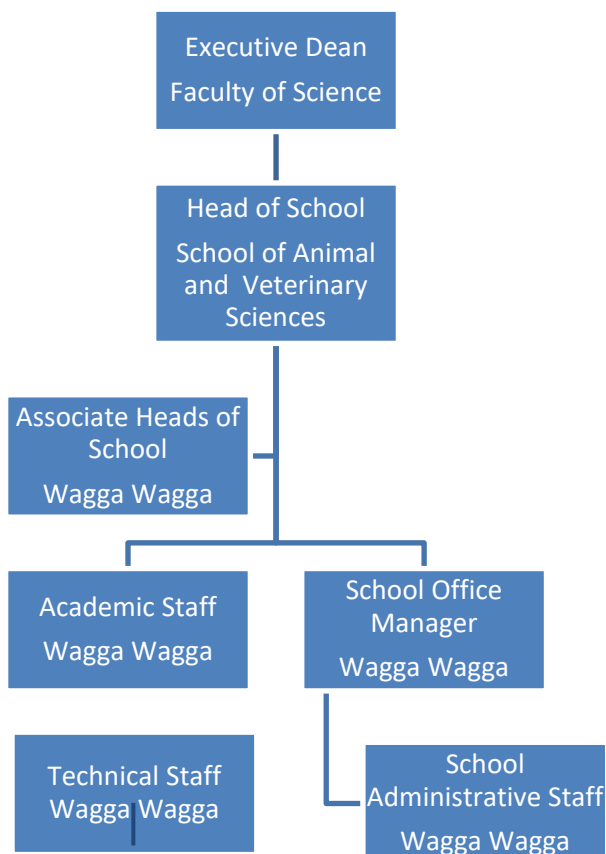 Executive Dean
Faculty of Science
Head of School
School of Animal
and Veterinary
Sciences
Associate Heads of
School
Wagga Wagga
Academic Staff
Wagga Wagga
School Office
Manager
Wagga Wagga
Technical Staff
Wagga Wagga
School
Administrative Staff
Wagga Wagga